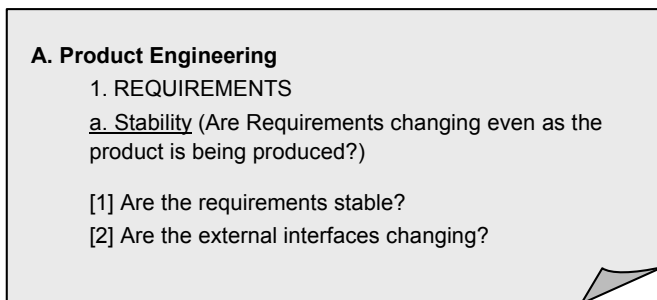 A. Product Engineering
1. REQUIREMENTS
a. Stability (Are Requirements changing even as the
product is being produced?)
[1] Are the requirements stable?
[2] Are the external interfaces changing?